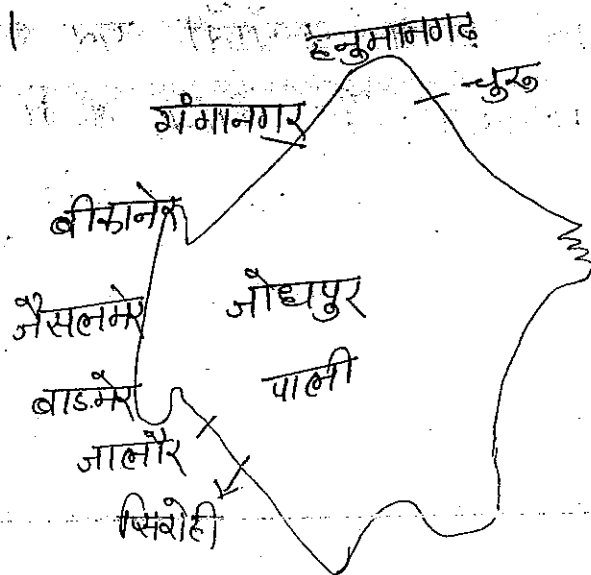 हनुमानगढ़
चुरू
गंगानगर
बीकानेर
जैसलमेर
जोधपुर
बाड़मेर
पाली
जालौर
सिरोही